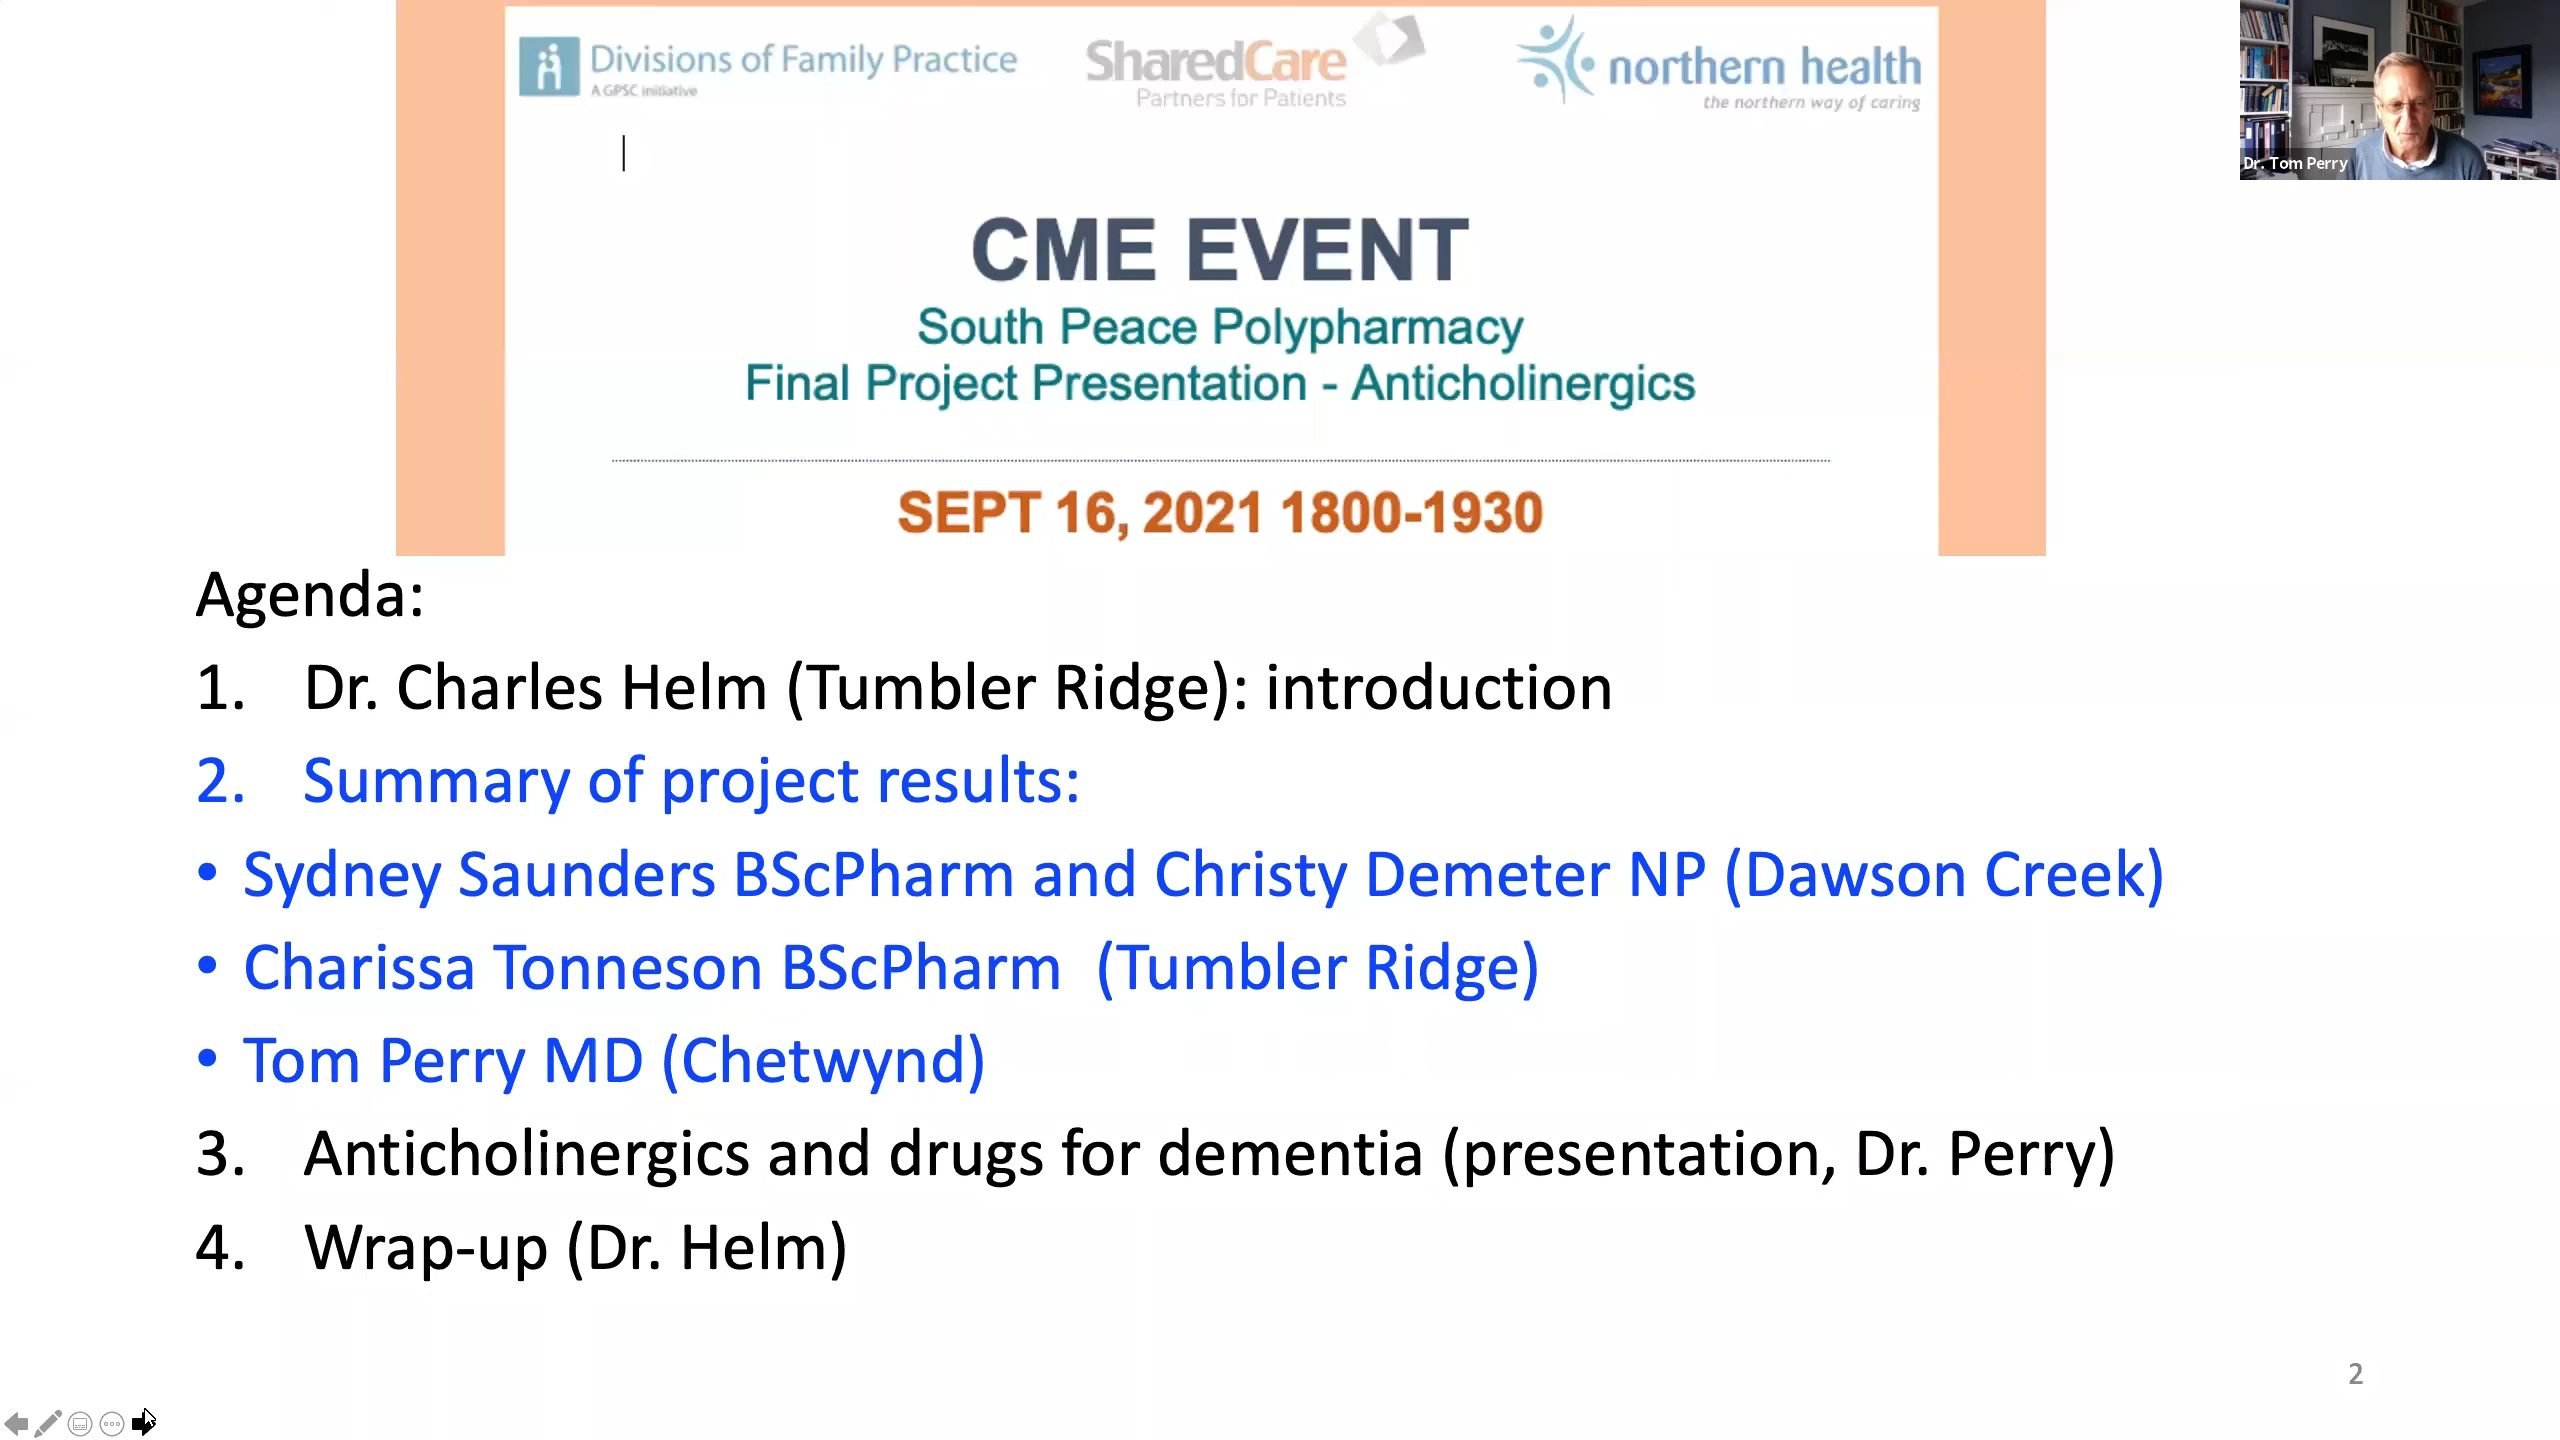 Divisions of Family Practice
A GPSC initiative
SharedCare
Partners for Patients
northern health
the northern way of caring
Dr. Tom Perry
CME EVENT
South Peace Polypharmacy
Final Project Presentation - Anticholinergics
SEPT 16, 2021 1800-1930
Agenda:
1. Dr. Charles Helm (Tumbler Ridge): introduction
2. Summary of project results:
• Sydney Saunders BScPharm and Christy Demeter NP (Dawson Creek)
• Charissa Tonneson BScPharm (Tumbler Ridge)
• Tom Perry MD (Chetwynd)
3. Anticholinergics and drugs for dementia (presentation, Dr. Perry)
4. Wrap-up (Dr. Helm)
2